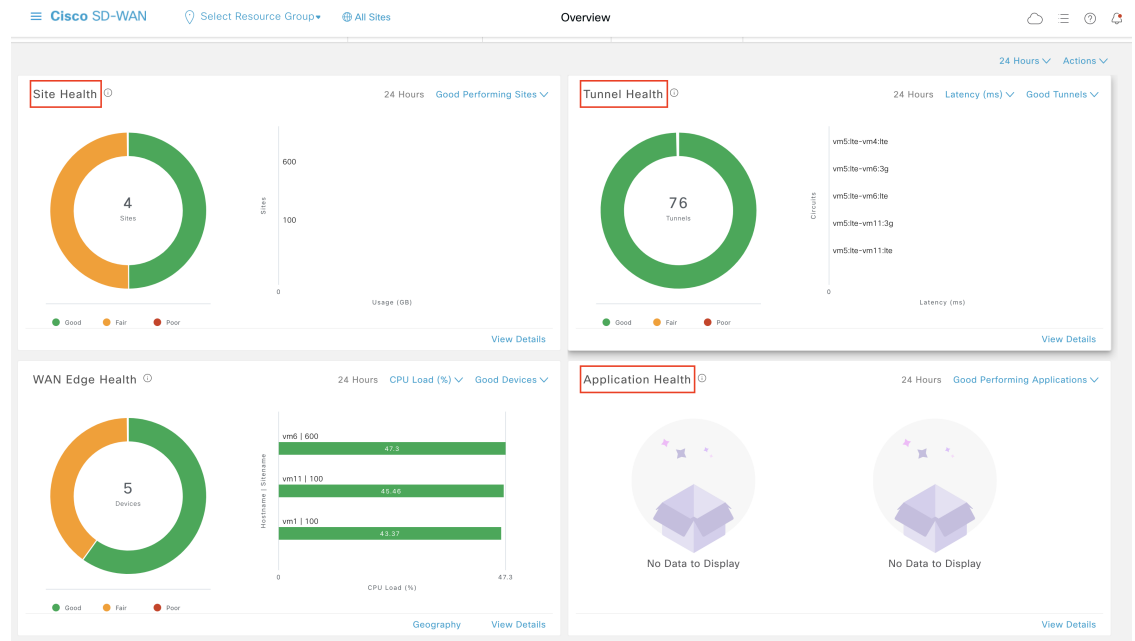 Cisco SD-WAN
Select Resource Group
All Sites
Overview
24 Hours
Actions
Site Health
24 Hours
Good Performing Sites
4
Sites
Good
Fair
Poor
Sites
600
100
0
Usage (GB)
View Details
Tunnel Health
24 Hours
Latency (ms)
Good Tunnels
76
Tunnels
Good
Fair
Poor
Circuits
vm5:lte-vm4:lte
vm5:lte-vm6:3g
vm5:lte-vm6:lte
vm5:lte-vm11:3g
vm5:lte-vm11:lte
0
Latency (ms)
View Details
WAN Edge Health
24 Hours
CPU Load (%)
Good Devices
5
Devices
Good
Fair
Poor
Hostname | Sitename
vm6 | 600
47.3
vm11 | 100
45.46
vm1 | 100
43.37
0
47.3
CPU Load (%)
Geography
View Details
Application Health
24 Hours
Good Performing Applications
No Data to Display
No Data to Display
View Details